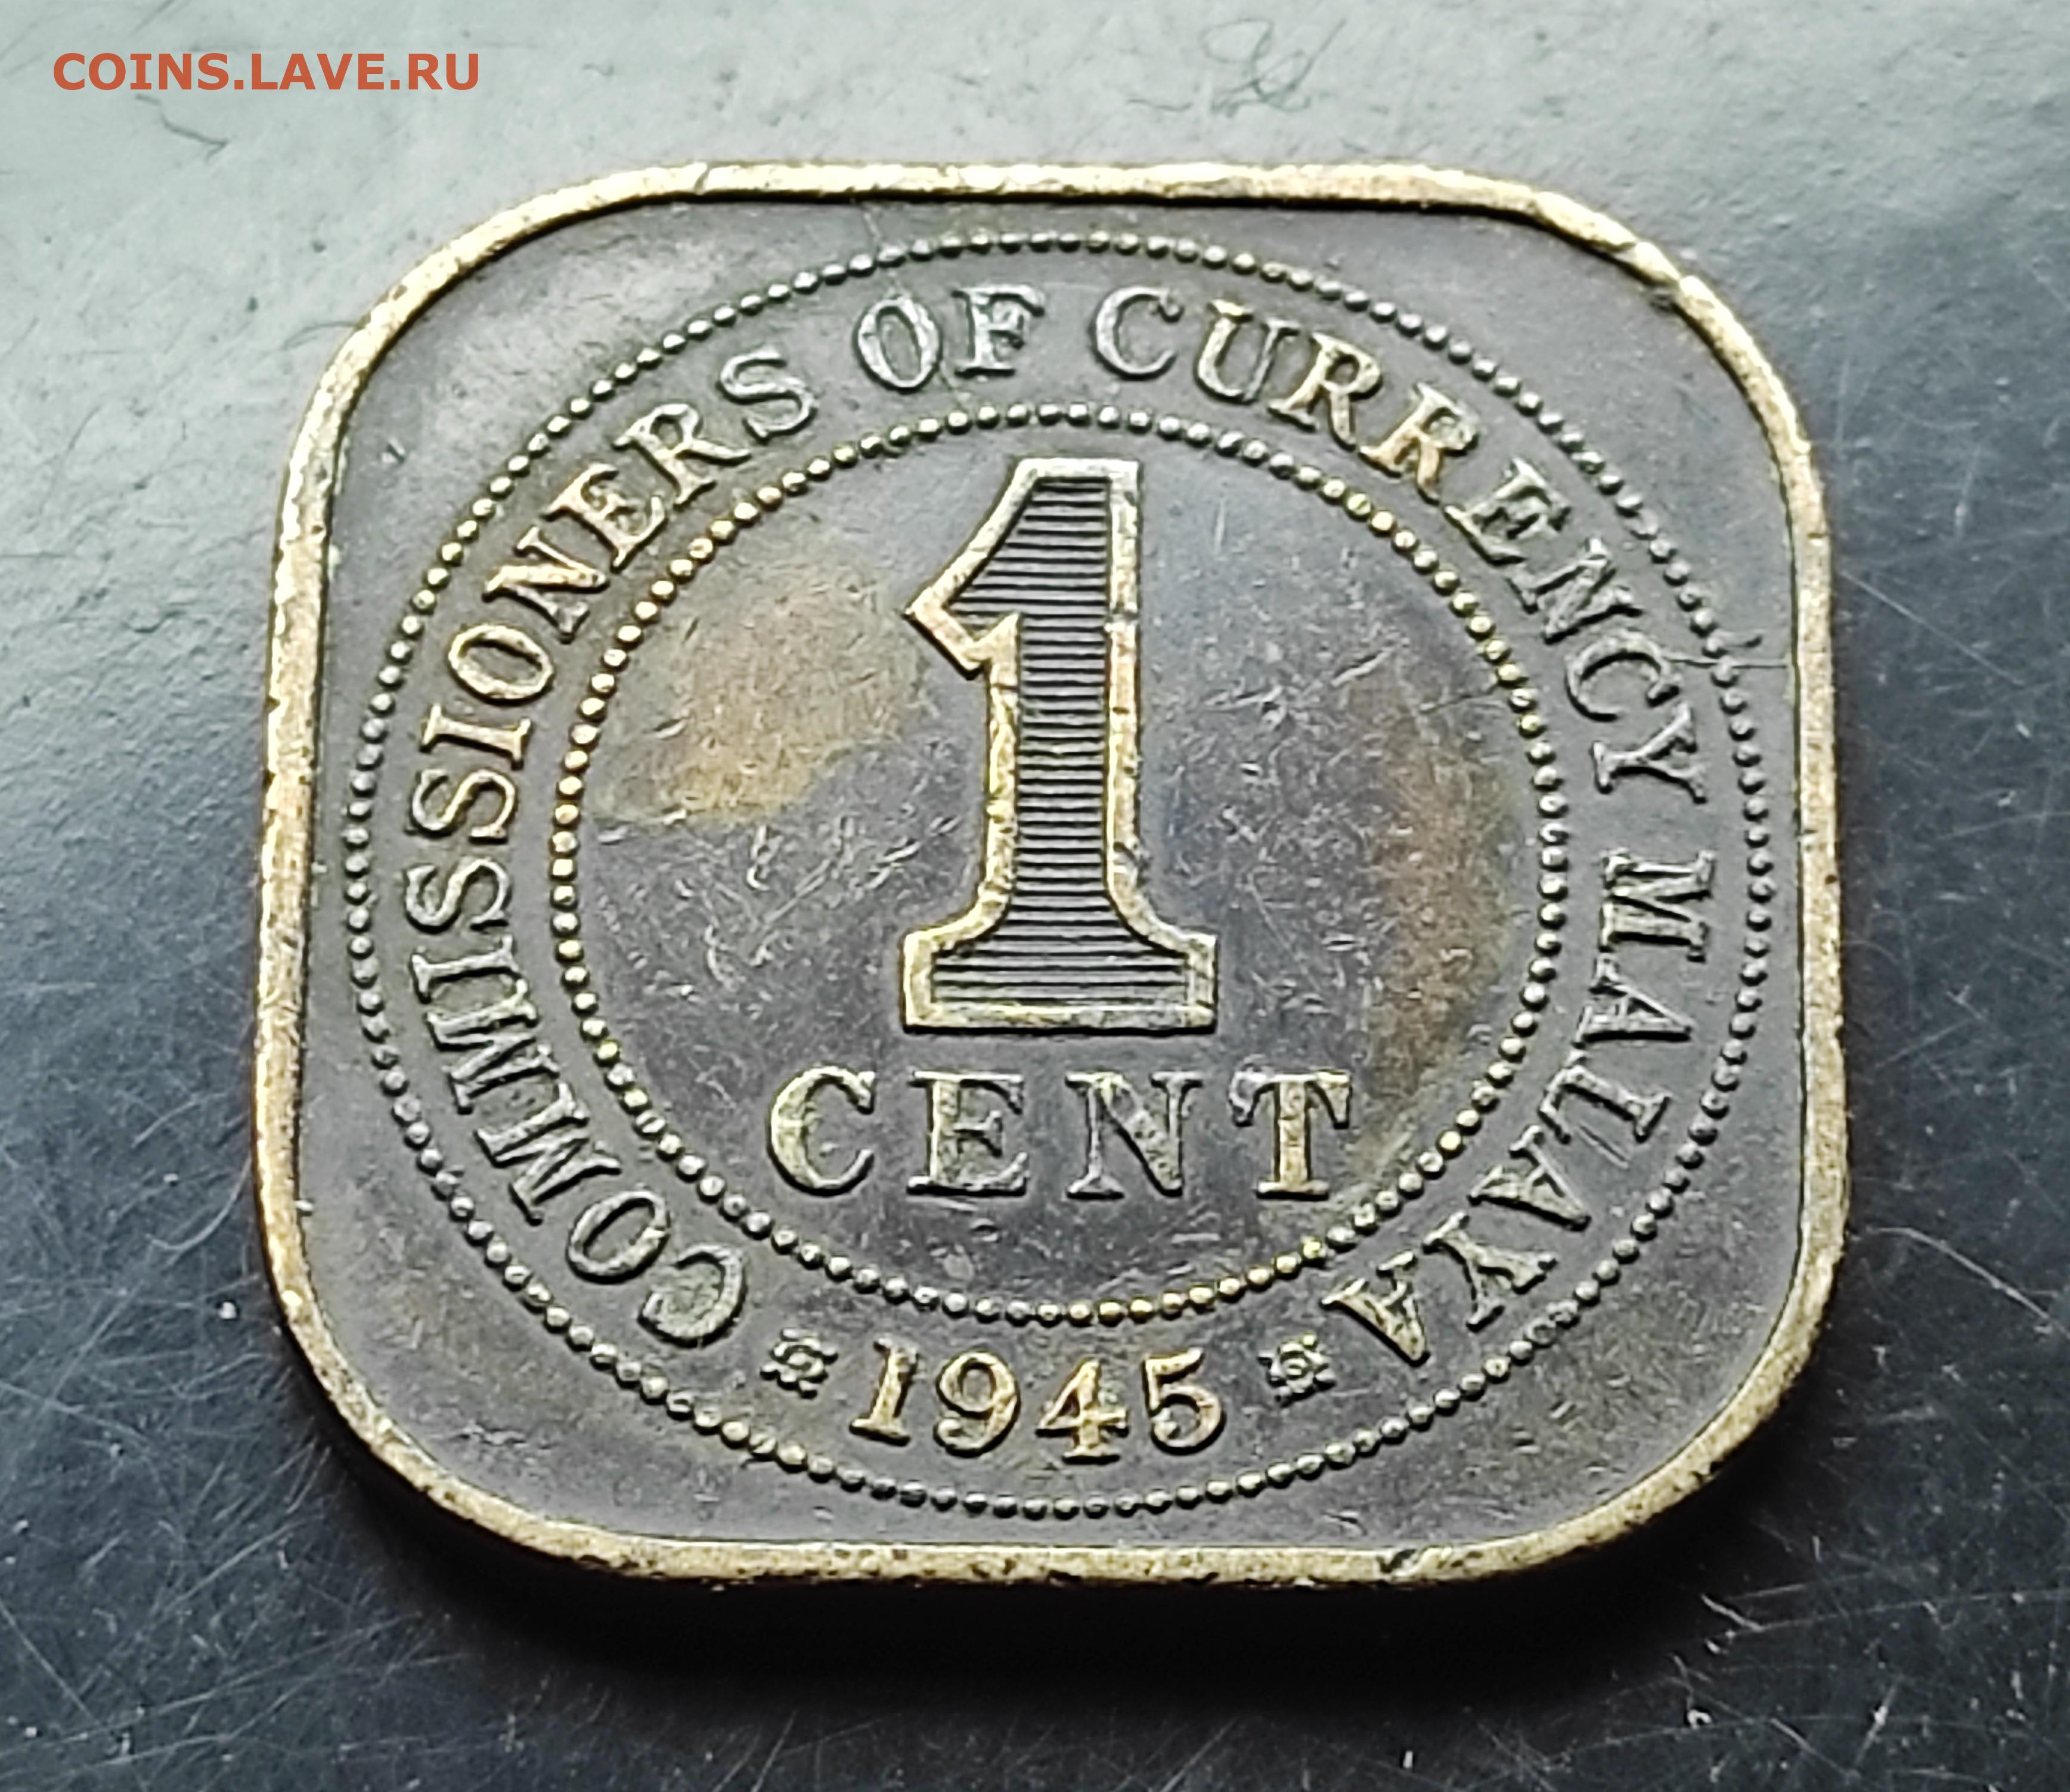 COINS.LAVE.RU
COMMISSIONERS OF CURRENCY MALAYA
1
CENT
1945